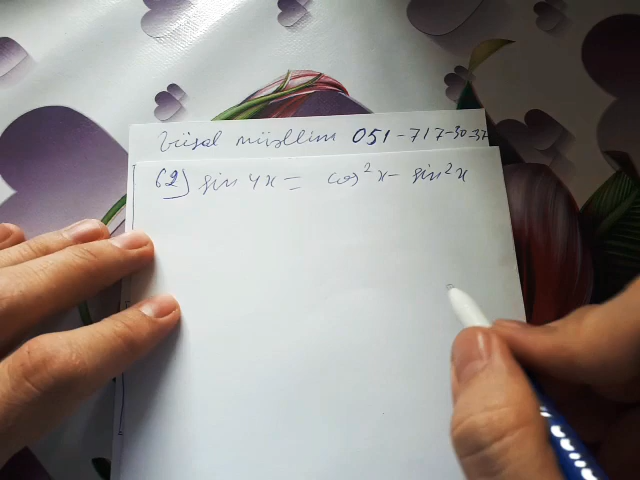 Vüsal müəllim 051-717-30-37
62) sin 4x = cos²x - sin²x